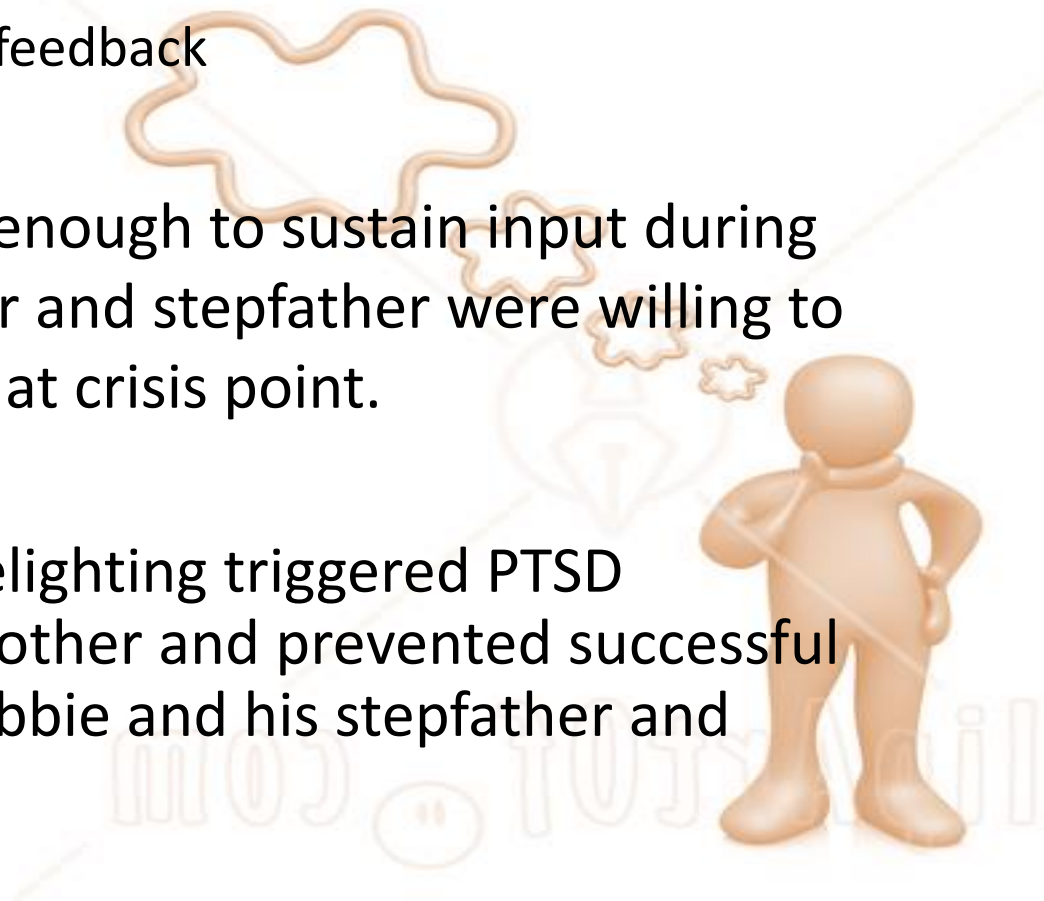 feedback
enough to sustain input during
r and stepfather were willing to
at crisis point.
elighting triggered PTSD
other and prevented successful
bbie and his stepfather and